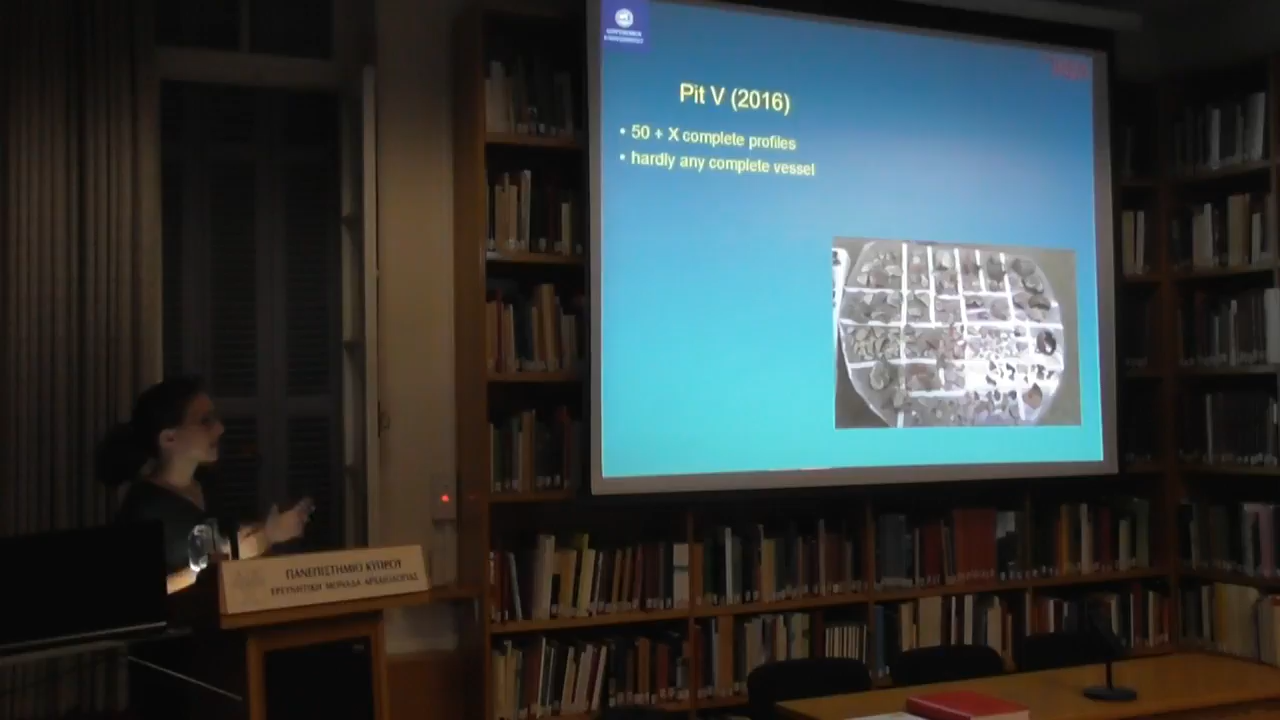 Pit V (2016)
• 50 + X complete profiles
• hardly any complete vessel
ΠΑΝΕΠΙΣΤΗΜΙΟ ΚΥΠΡΟΥ
ΕΡΕΥΝΗΤΙΚΗ ΜΟΝΑΔΑ ΑΡΧΑΙΟΛΟΓΙΑΣ